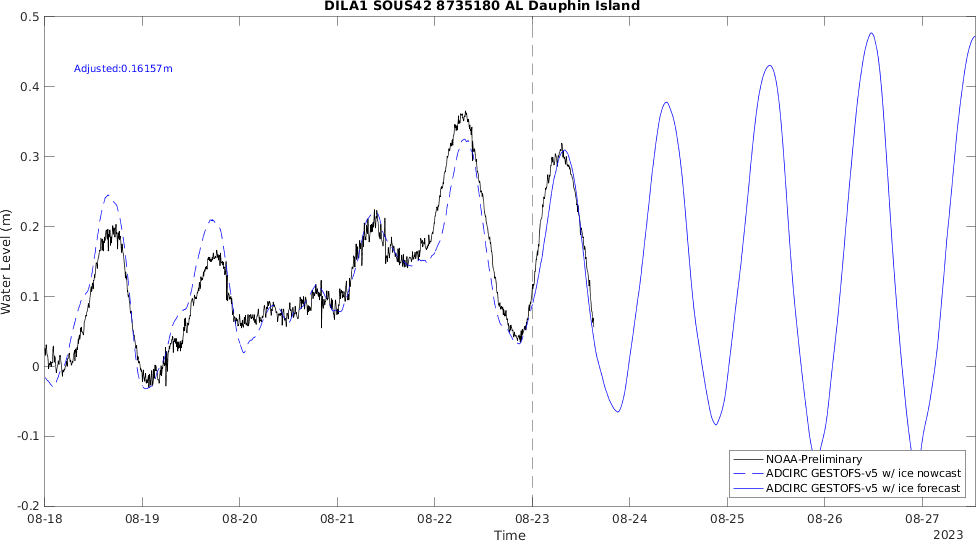 DILA1 SOUS42 8735180 AL Dauphin Island
Adjusted:0.16157m
Water Level (m)
0.5
0.4
0.3
0.2
0.1
0
-0.1
-0.2
NOAA-Preliminary
ADCIRC GESTOFS-v5 w/ ice nowcast
ADCIRC GESTOFS-v5 w/ ice forecast
08-18 08-19 08-20 08-21 08-22 08-23 08-24 08-25 08-26 08-27
Time
2023